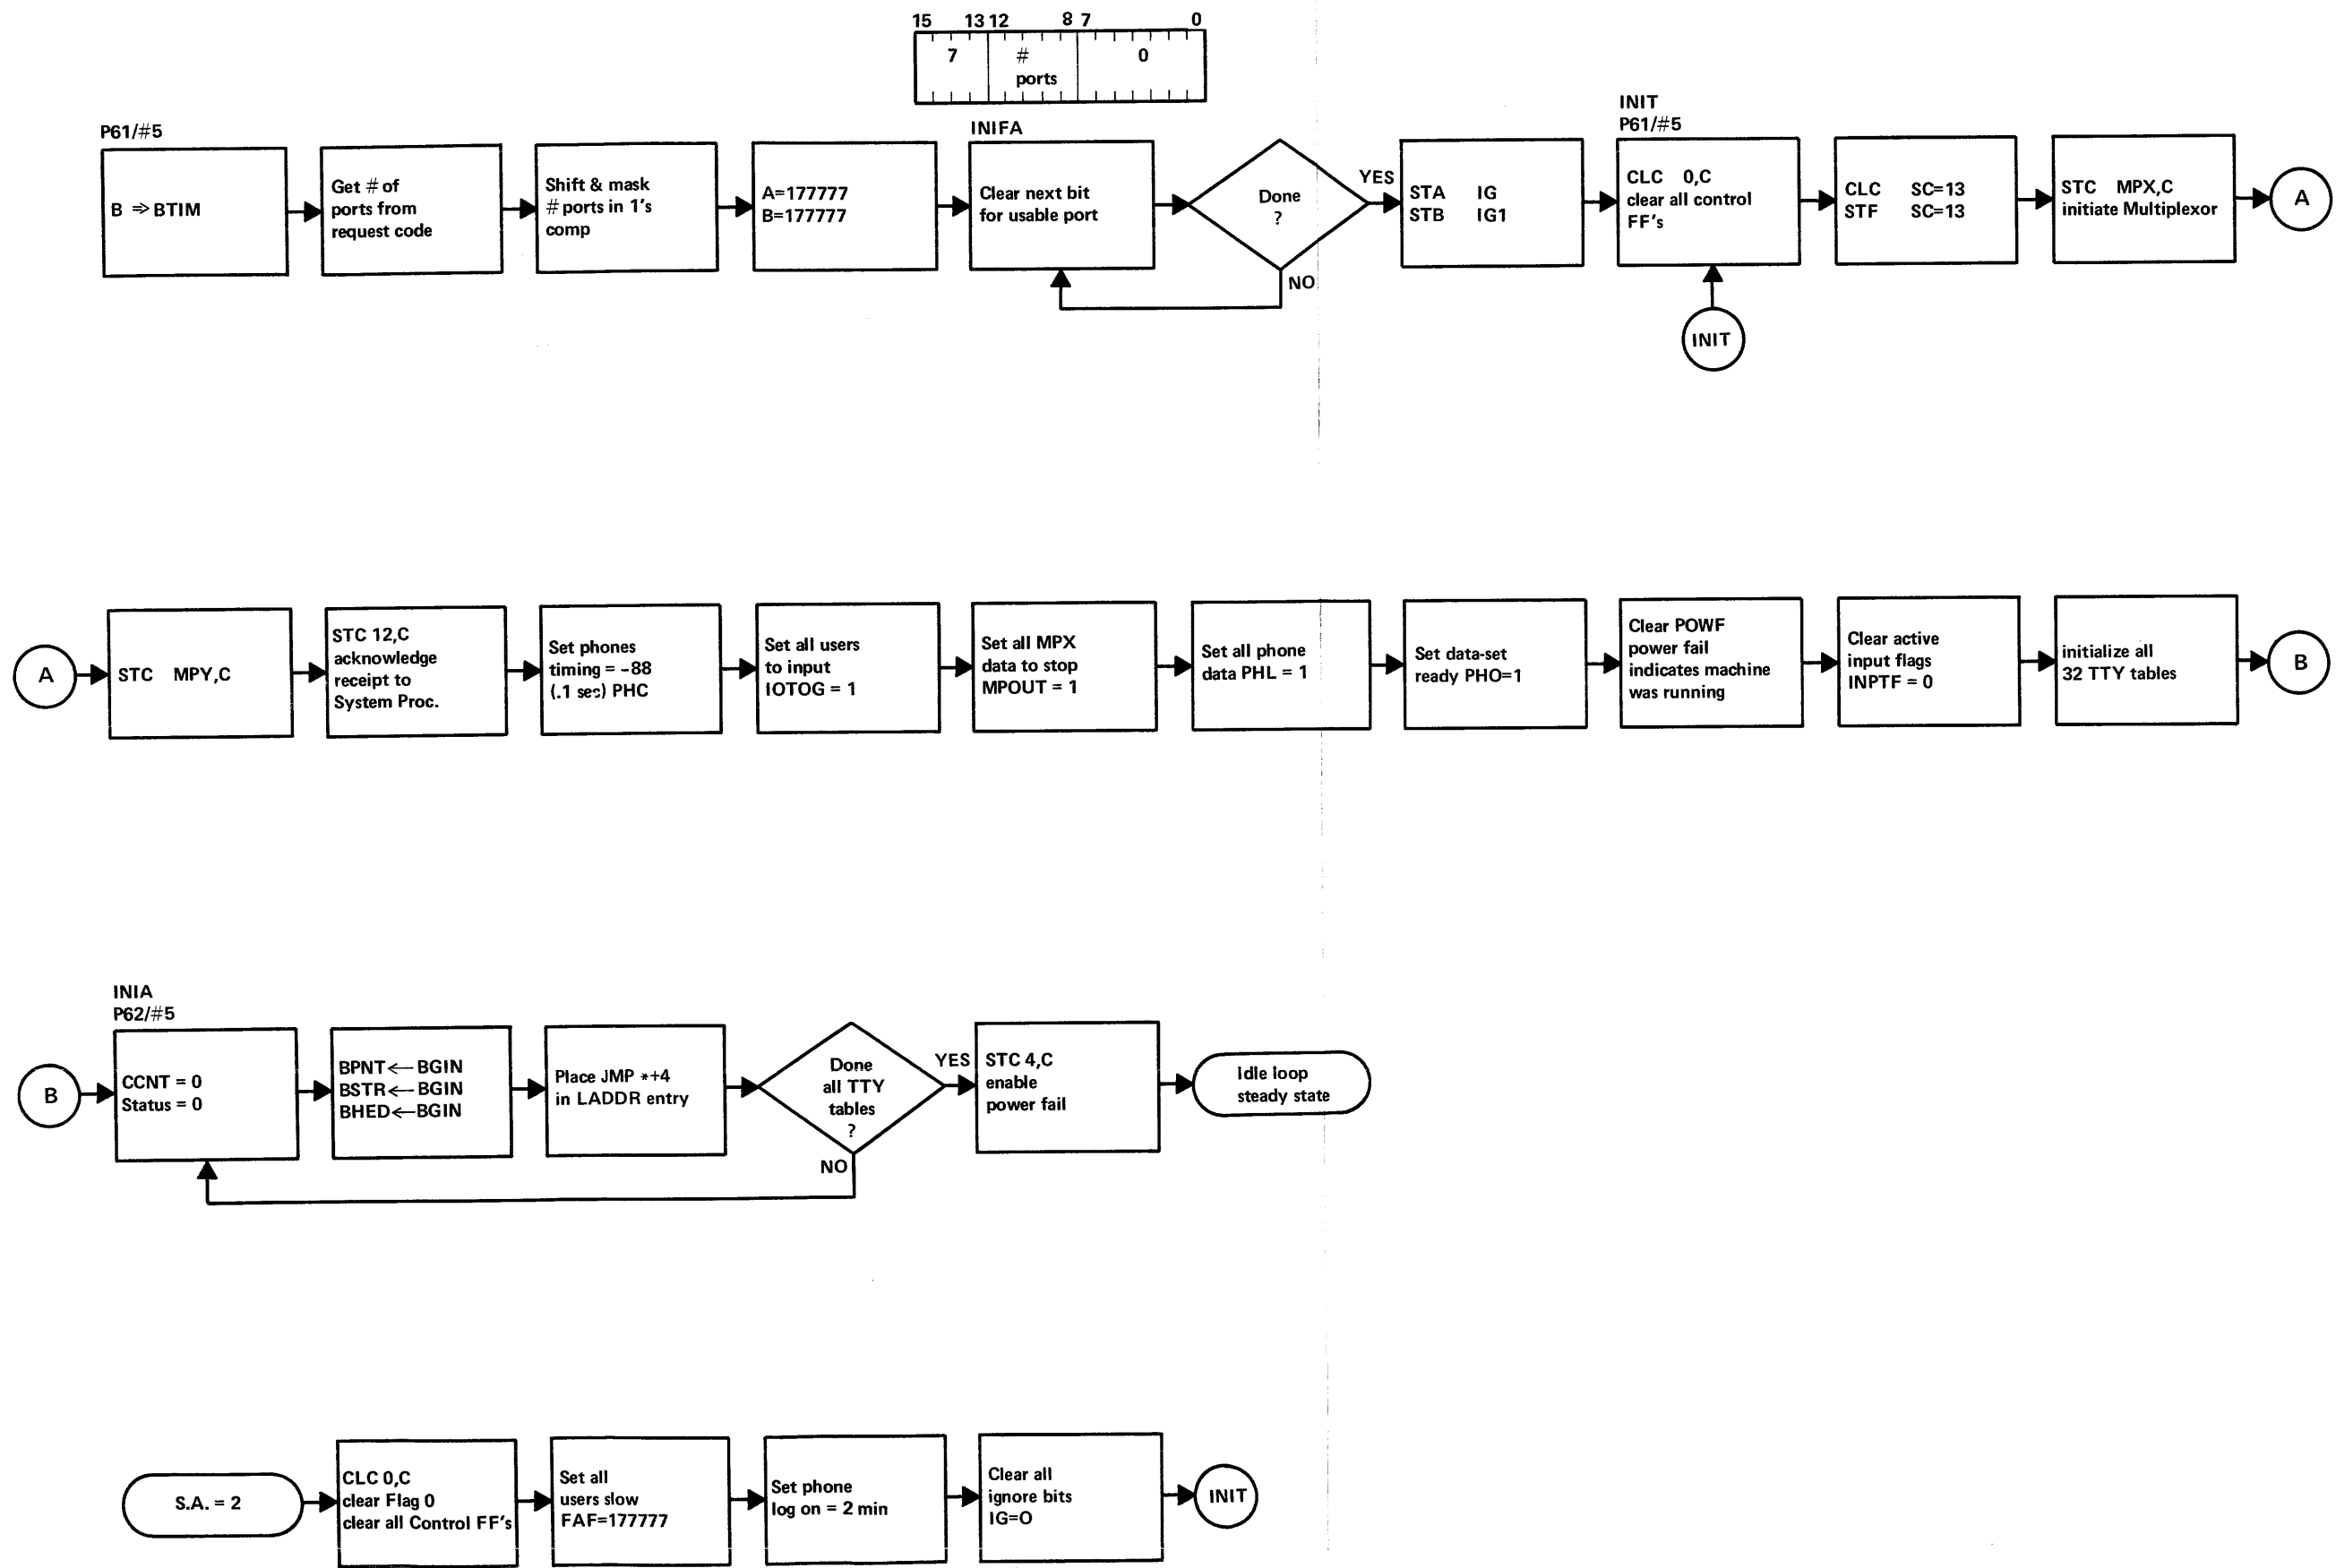 15 13 12 8 7 0
7 # 0
ports
P61/#5
B ⇒ BTIM
Get # of
ports from
request code
Shift & mask
# ports in 1's
comp
A=177777
B=177777
INIFA
Clear next bit
for usable port
Done
?
YES
NO
STA IG
STB IG1
INIT
P61/#5
CLC 0,C
clear all control
FF's
INIT
CLC SC=13
STF SC=13
STC MPX,C
initiate Multiplexor
A
A
STC MPY,C
STC 12,C
acknowledge
receipt to
System Proc.
Set phones
timing = -88
(.1 sec) PHC
Set all users
to input
IOTOG = 1
Set all MPX
data to stop
MPOUT = 1
Set all phone
data PHL = 1
Set data-set
ready PHO=1
Clear POWF
power fail
indicates machine
was running
Clear active
input flags
INPTF = 0
initialize all
32 TTY tables
B
INIA
P62/#5
B
CCNT = 0
Status = 0
BPNT←BGIN
BSTR←BGIN
BHED←BGIN
Place JMP *+4
in LADDR entry
Done
all TTY
tables
?
YES
NO
STC 4,C
enable
power fail
Idle loop
steady state
S.A. = 2
CLC 0,C
clear Flag 0
clear all Control FF's
Set all
users slow
FAF=177777
Set phone
log on = 2 min
Clear all
ignore bits
IG=O
INIT